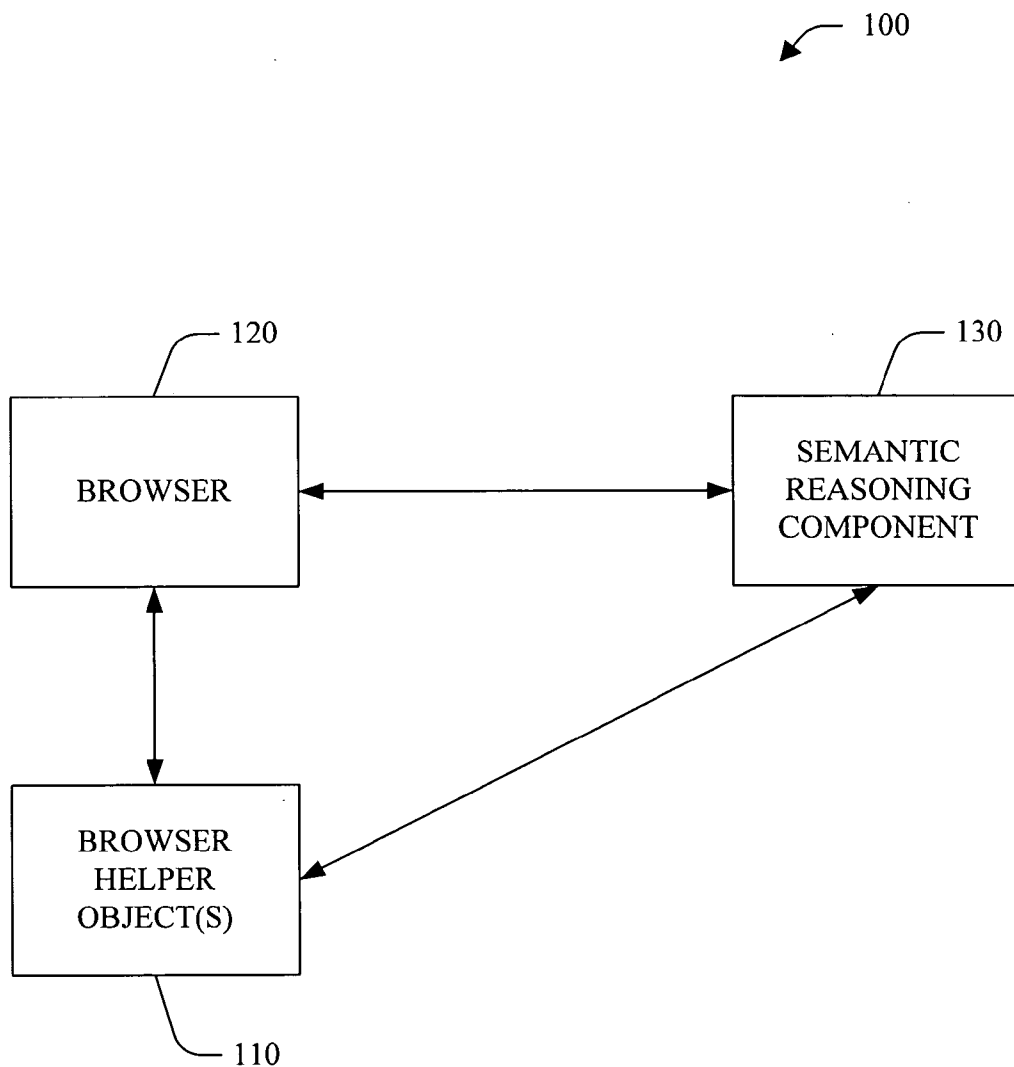 100
120
130
BROWSER
SEMANTIC
REASONING
COMPONENT
BROWSER
HELPER
OBJECT(S)
110